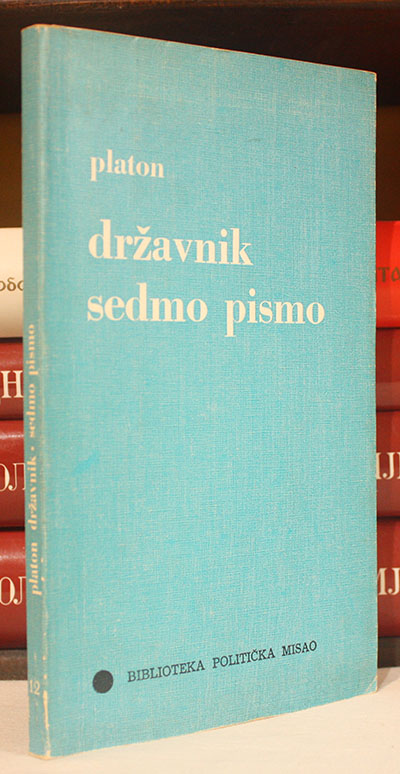 platon
državnik
sedmo pismo
BIBLIOTEKA POLITIČKA MISAO
platon državnik · sedmo pismo
12